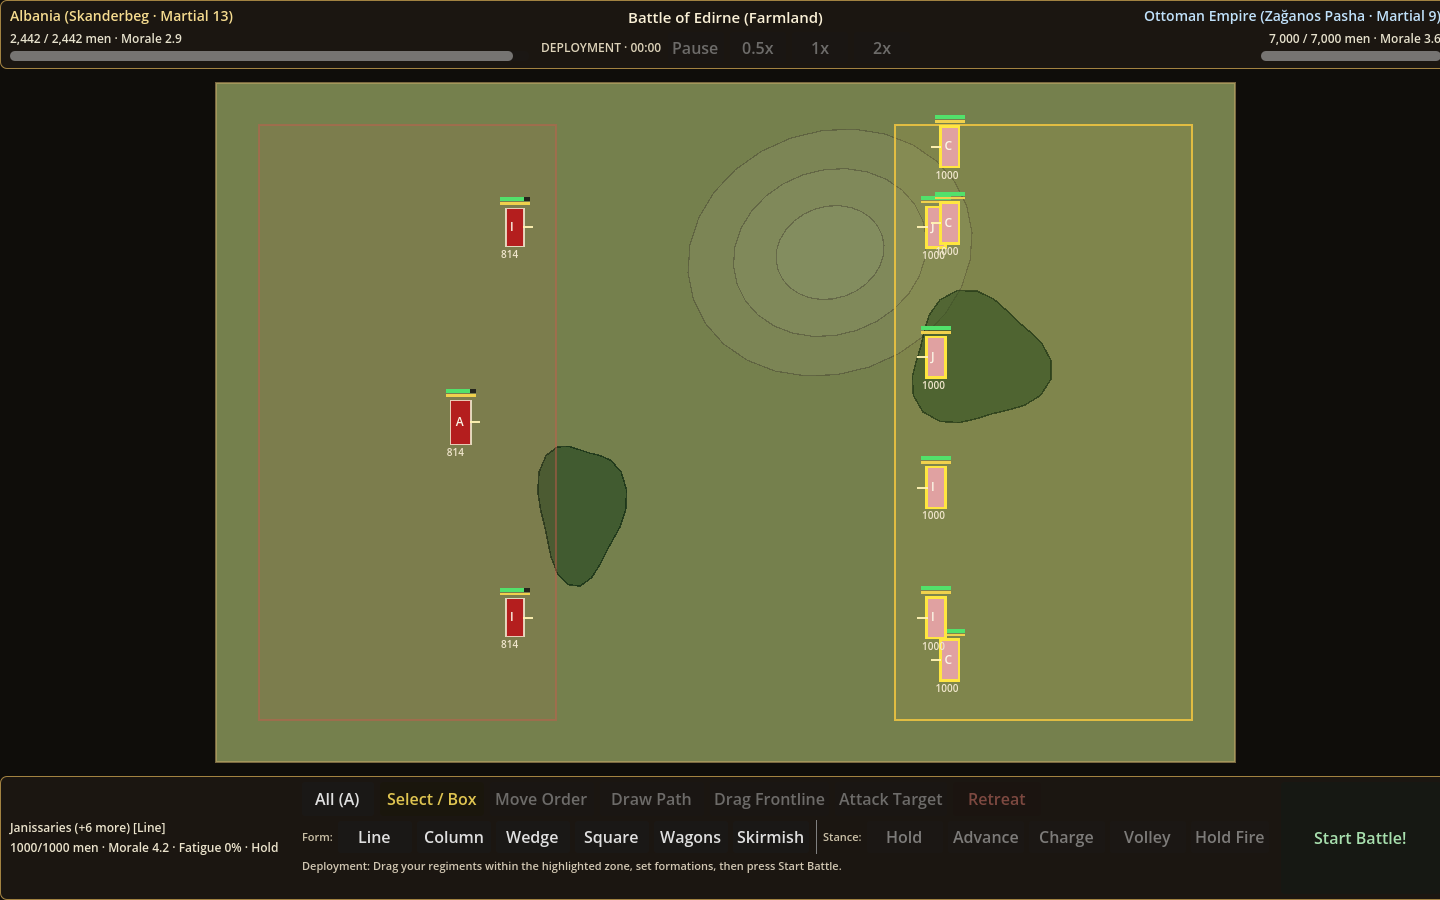 Albania (Skanderbeg · Martial 13)
2,442 / 2,442 men · Morale 2.9
Battle of Edirne (Farmland)
DEPLOYMENT · 00:00 Pause 0.5x 1x 2x
Ottoman Empire (Zağanos Pasha · Martial 9)
7,000 / 7,000 men · Morale 3.6
C
1000
I
814
J
1000
C
1000
J
1000
A
814
I
1000
I
814
I
1000
C
1000
All (A) Select / Box Move Order Draw Path Drag Frontline Attack Target Retreat
Janissaries (+6 more) [Line]
1000/1000 men · Morale 4.2 · Fatigue 0% · Hold
Form: Line Column Wedge Square Wagons Skirmish Stance: Hold Advance Charge Volley Hold Fire
Deployment: Drag your regiments within the highlighted zone, set formations, then press Start Battle.
Start Battle!